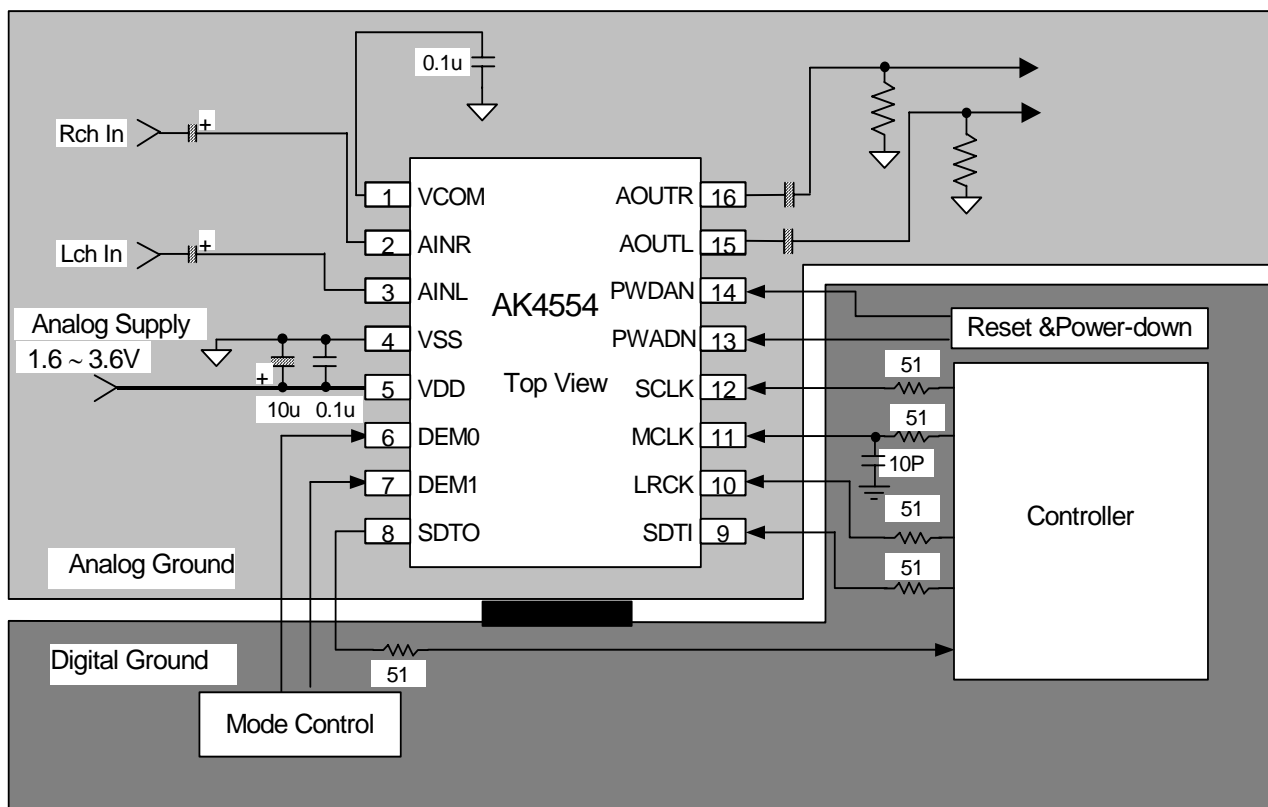 0.1u
Rch In
+
Lch In
+
Analog Supply
1.6 ~ 3.6V
+
10u 0.1u
1 VCOM
2 AINR
3 AINL
4 VSS
5 VDD
6 DEM0
7 DEM1
8 SDTO
AK4554
Top View
AOUTR 16
AOUTL 15
PWDAN 14
PWADN 13
SCLK 12
MCLK 11
LRCK 10
SDTI 9
Reset &Power-down
51
51
10P
51
51
Controller
Analog Ground
Digital Ground
51
Mode Control